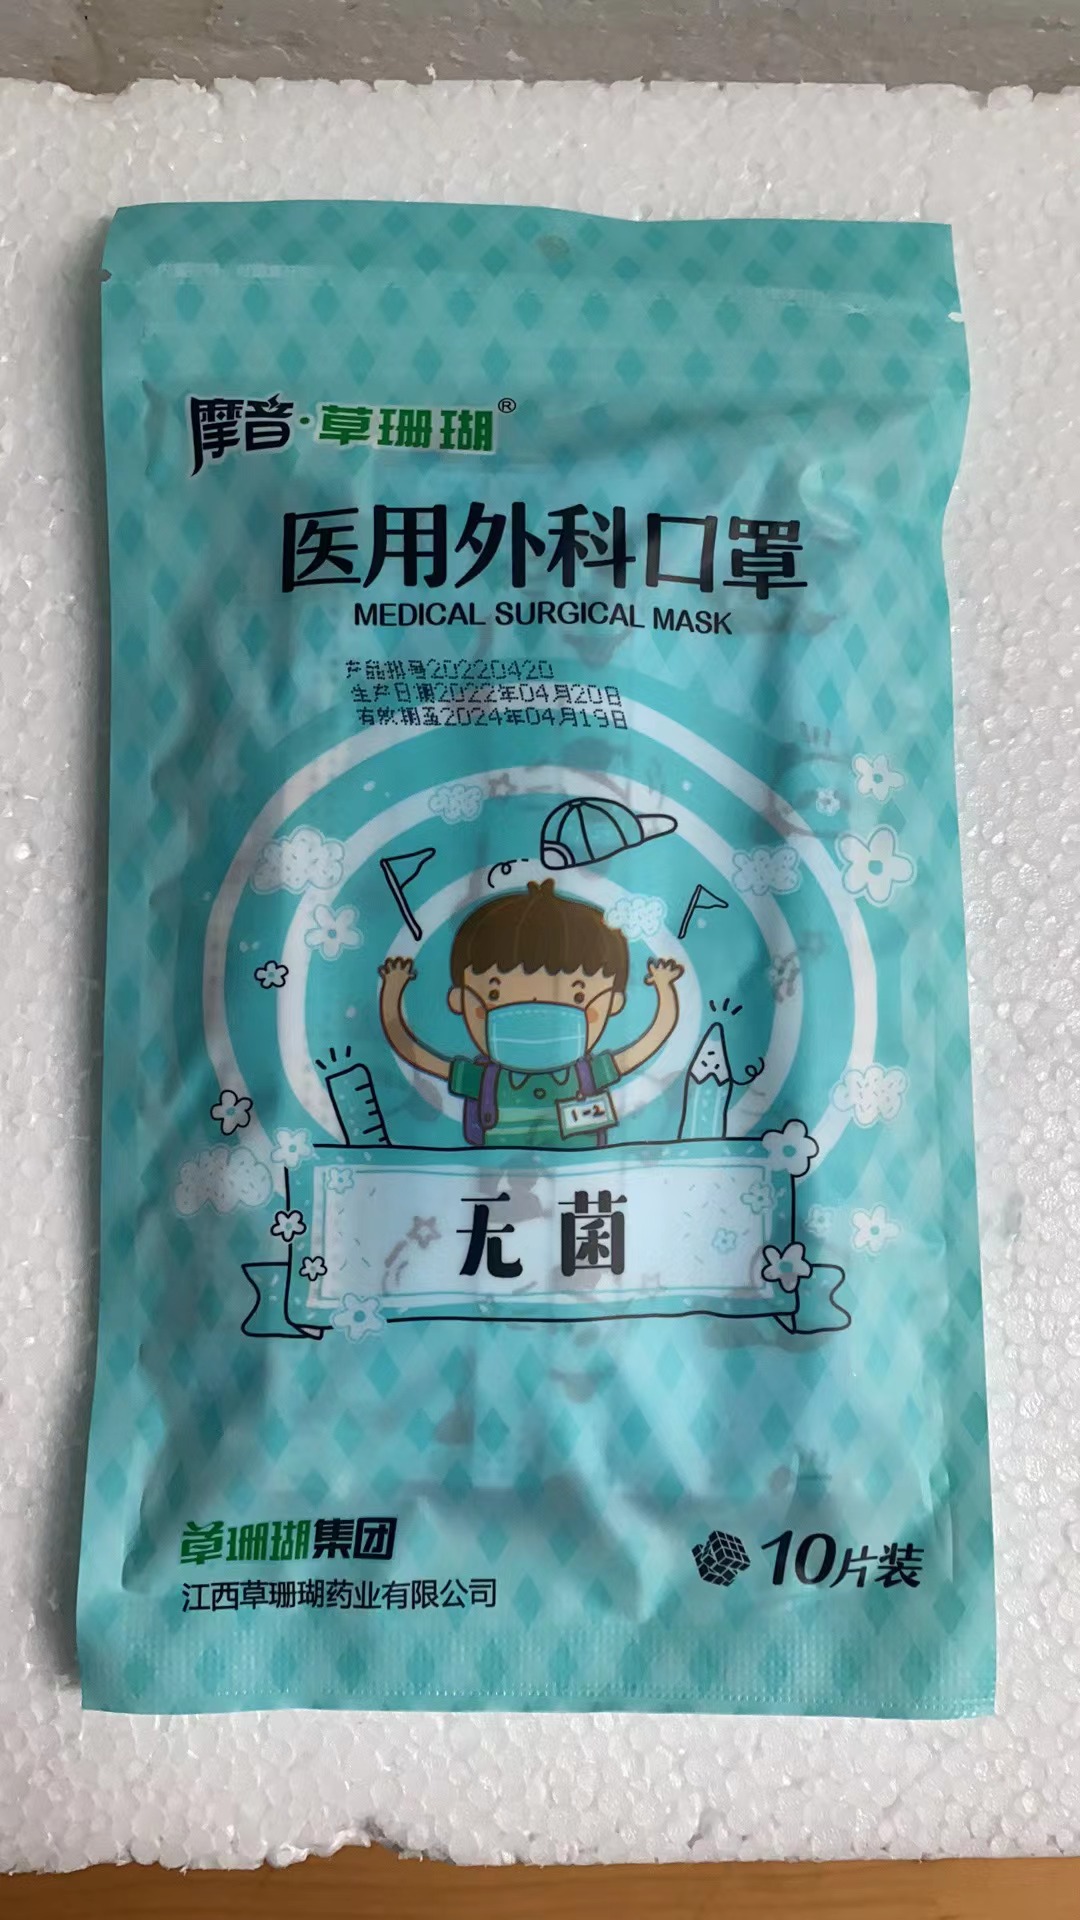 摩音·草珊瑚®
医用外科口罩
MEDICAL SURGICAL MASK
产品批号20220420
生产日期2022年04月20日
有效期至2024年04月19日
1-2
无菌
草珊瑚集团
江西草珊瑚药业有限公司
10片装